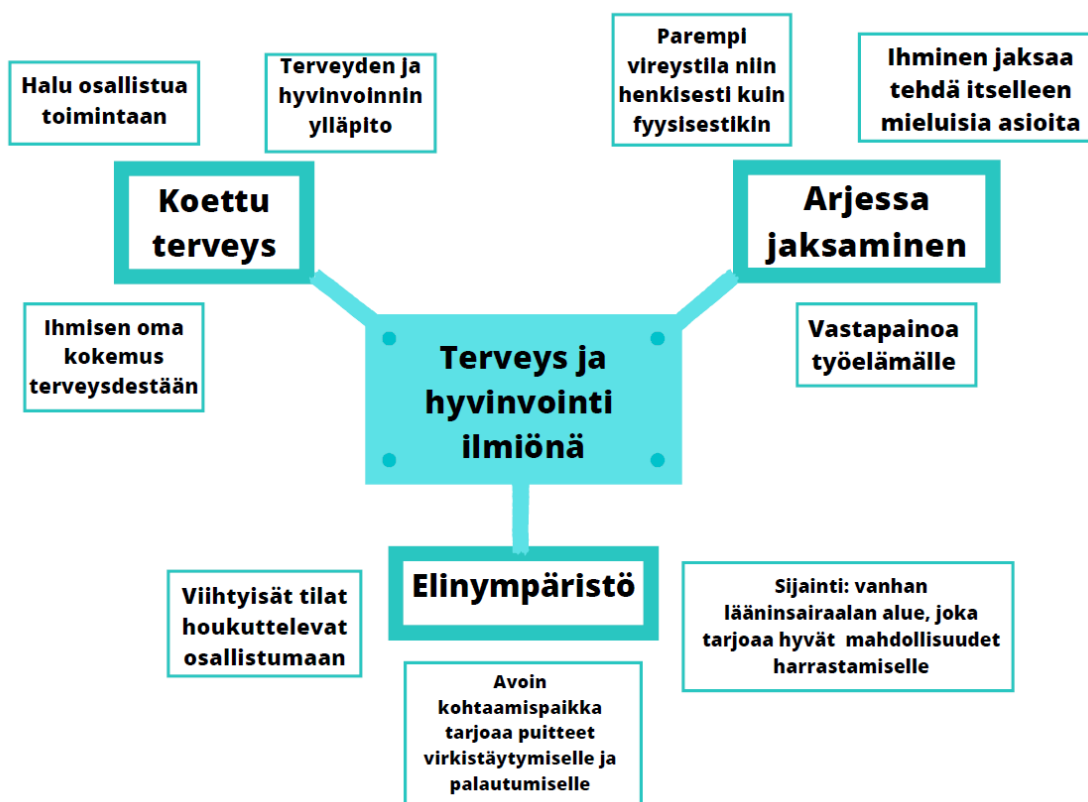 Halu osallistua
toimintaan
Terveyden ja
hyvinvoinnin
ylläpito
Parempi
vireystila niin
henkisesti kuin
fyysisestikin
Ihminen jaksaa
tehdä itselleen
mieluisia asioita
Koettu
terveys
Arjessa
jaksaminen
Ihmisen oma
kokemus
terveysdestään
Vastapainoa
työelämälle
Terveys ja
hyvinvointi
ilmiönä
Elinympäristö
Viihtyisät tilat
houkuttelevat
osallistumaan
Sijainti: vanhan
lääninsairaalan alue, joka
tarjoaa hyvät mahdollisuudet
harrastamiselle
Avoin
kohtaamispaikka
tarjoaa puitteet
virkistäytymiselle ja
palautumiselle